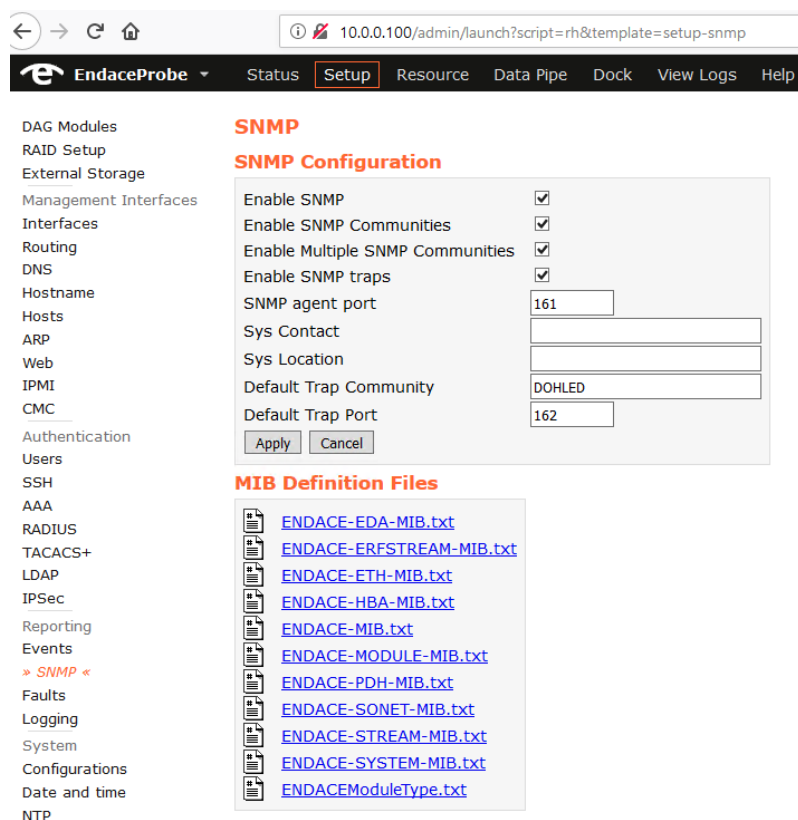 10.0.0.100/admin/launch?script=rh&template=setup-snmp
EndaceProbe Status Setup Resource Data Pipe Dock View Logs Help
DAG Modules
RAID Setup
External Storage
Management Interfaces
Interfaces
Routing
DNS
Hostname
Hosts
ARP
Web
IPMI
CMC
Authentication
Users
SSH
AAA
RADIUS
TACACS+
LDAP
IPSec
Reporting
Events
» SNMP «
Faults
Logging
System
Configurations
Date and time
NTP
SNMP
SNMP Configuration
Enable SNMP
Enable SNMP Communities
Enable Multiple SNMP Communities
Enable SNMP traps
SNMP agent port 161
Sys Contact
Sys Location
Default Trap Community DOHLED
Default Trap Port 162
Apply Cancel
MIB Definition Files
ENDACE-EDA-MIB.txt
ENDACE-ERFSTREAM-MIB.txt
ENDACE-ETH-MIB.txt
ENDACE-HBA-MIB.txt
ENDACE-MIB.txt
ENDACE-MODULE-MIB.txt
ENDACE-PDH-MIB.txt
ENDACE-SONET-MIB.txt
ENDACE-STREAM-MIB.txt
ENDACE-SYSTEM-MIB.txt
ENDACEModuleType.txt